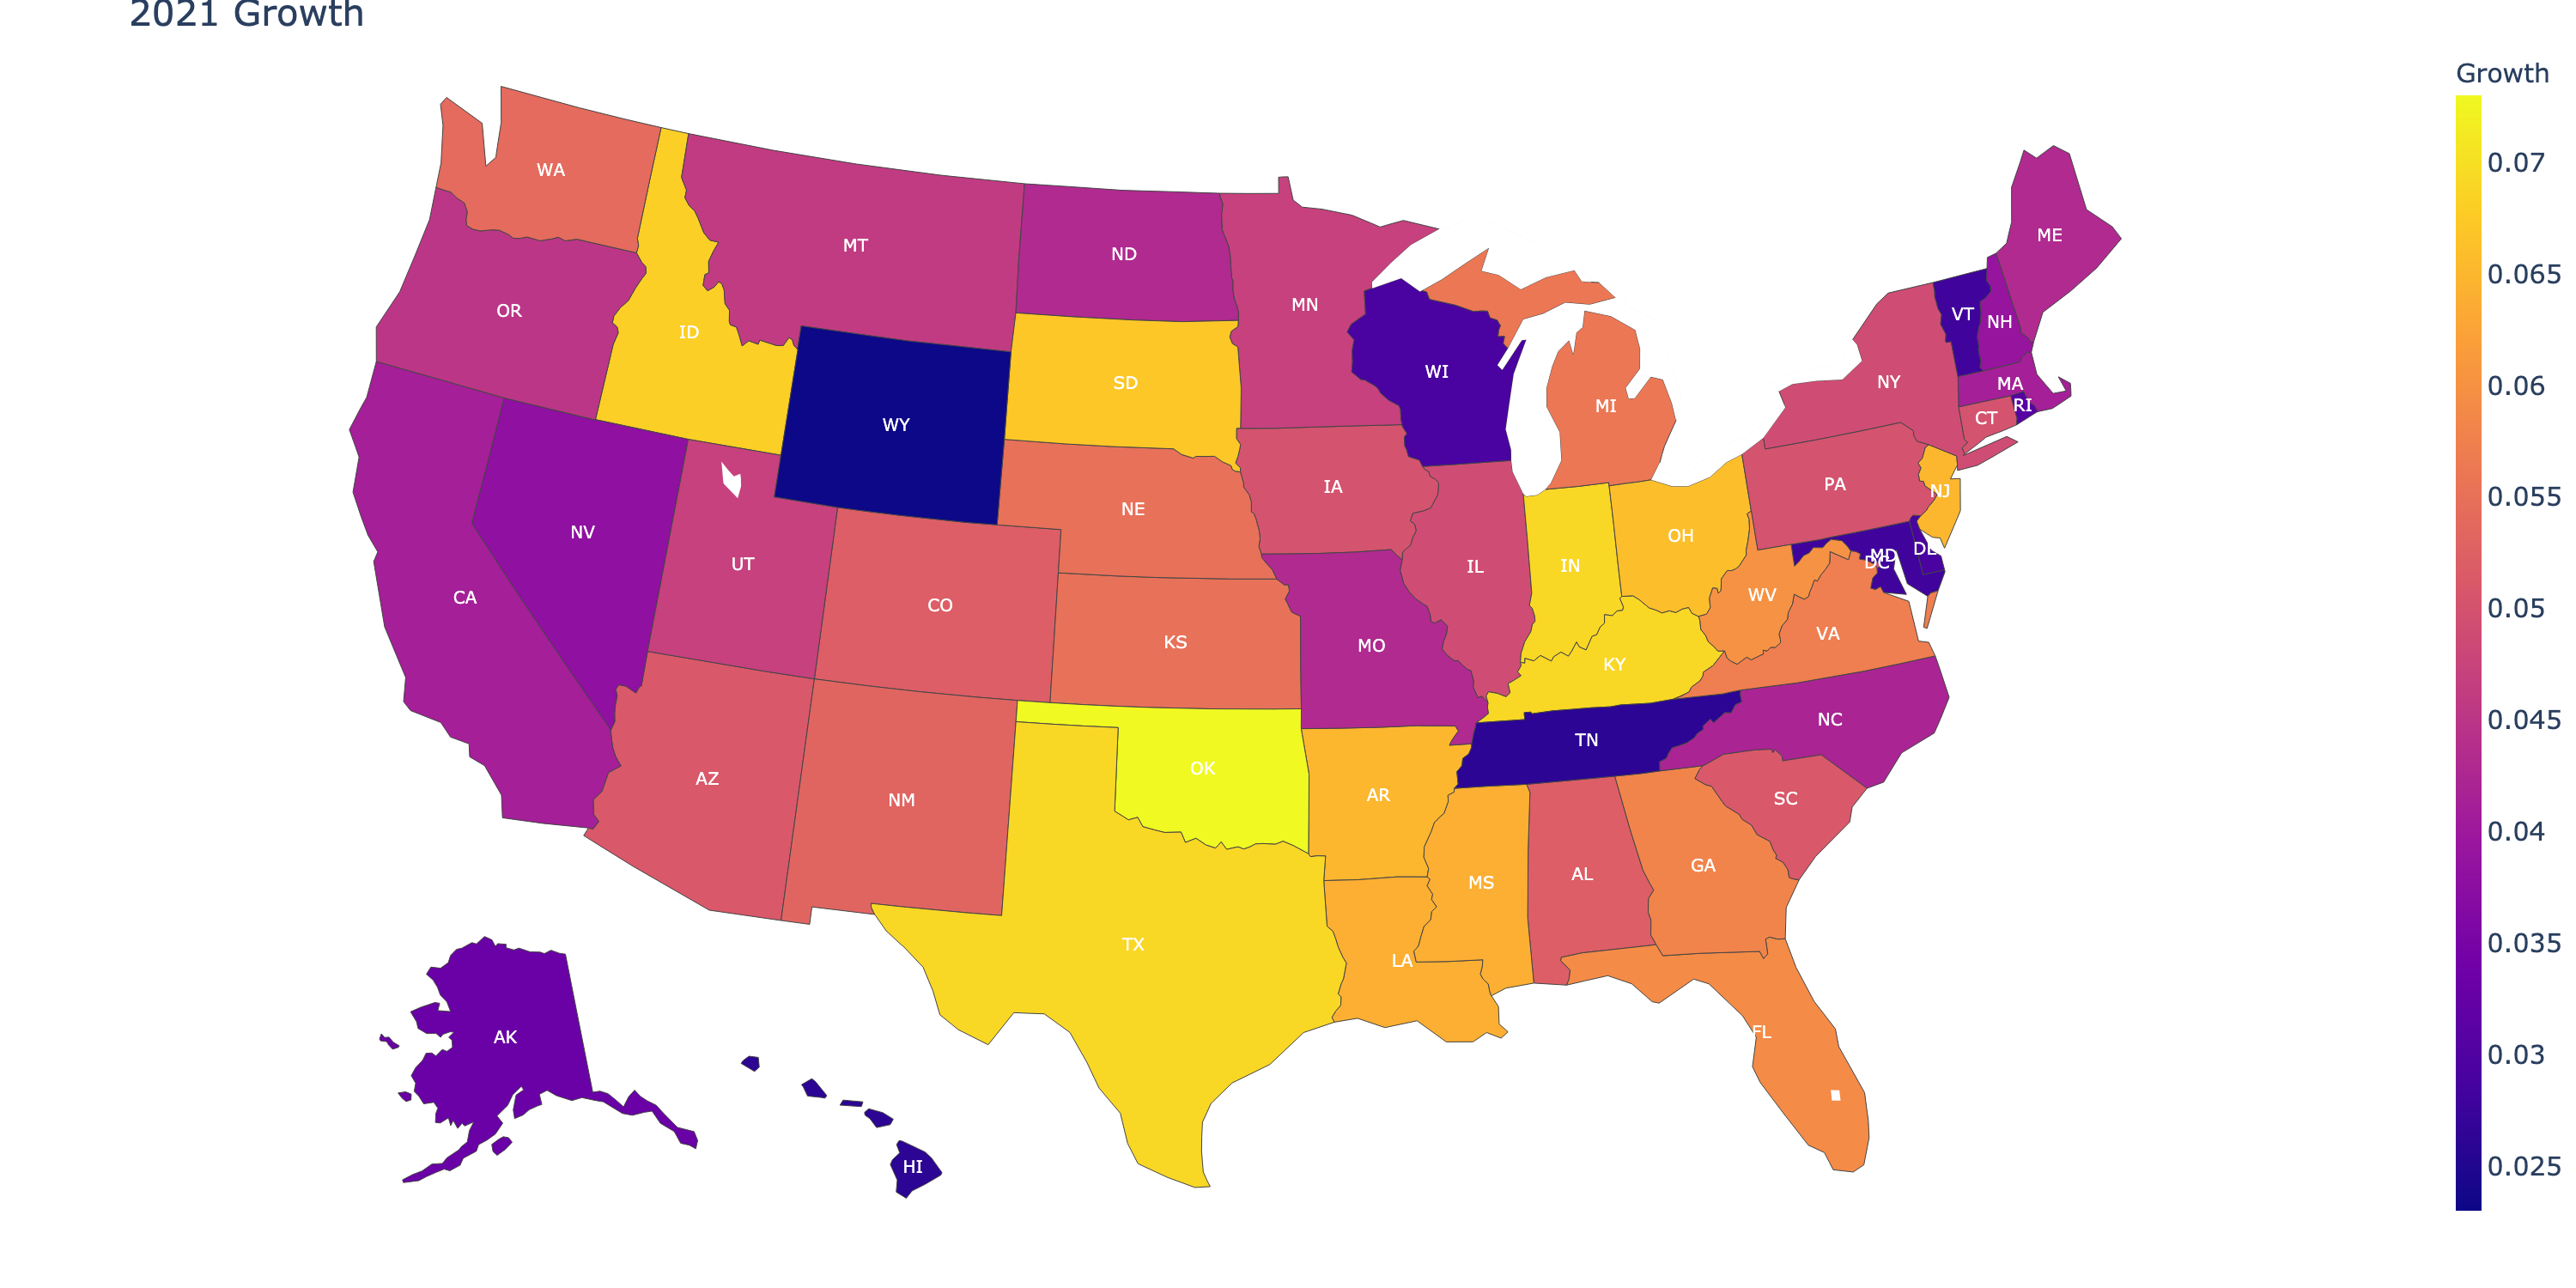 2021 Growth
Growth
0.07
0.065
0.06
0.055
0.05
0.045
0.04
0.035
0.03
0.025
WA
OR
CA
NV
ID
MT
WY
UT
CO
AZ
NM
ND
SD
NE
KS
OK
TX
MN
IA
MO
AR
LA
WI
IL
MI
IN
OH
KY
TN
MS
AL
GA
FL
SC
NC
VA
WV
MD
DC
DE
NJ
PA
NY
CT
RI
MA
VT
NH
ME
AK
HI